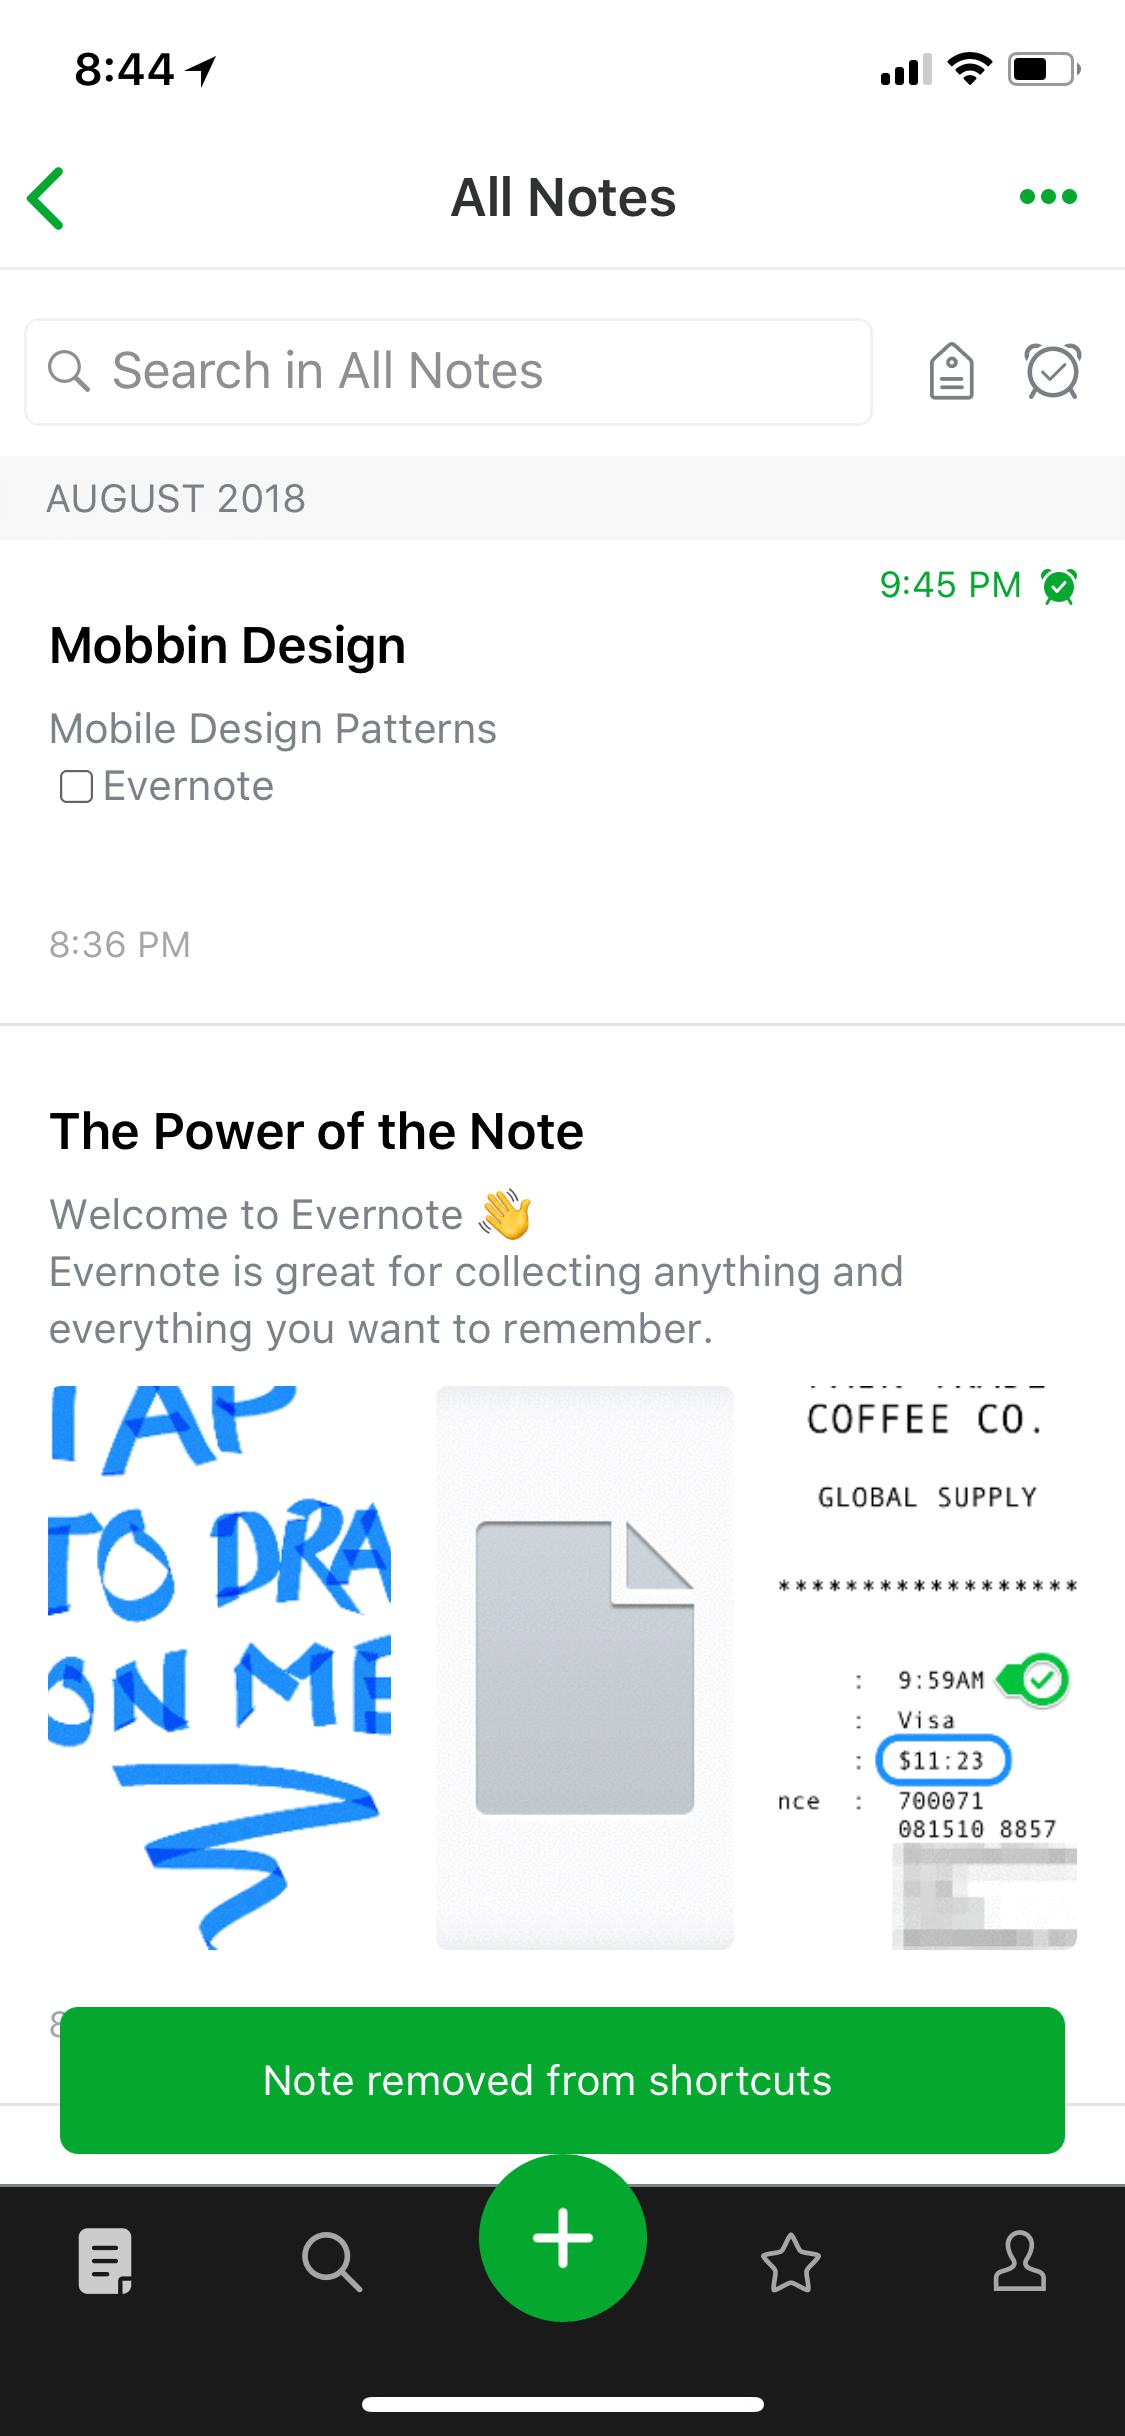 8:44
All Notes
Search in All Notes
AUGUST 2018
9:45 PM
Mobbin Design
Mobile Design Patterns
Evernote
8:36 PM
The Power of the Note
Welcome to Evernote 👋
Evernote is great for collecting anything and
everything you want to remember.
TAP
TO DRA
ON ME
COFFEE CO.
GLOBAL SUPPLY
******************
: 9:59AM
: Visa
: $11:23
nce : 700071
081510 8857
Note removed from shortcuts